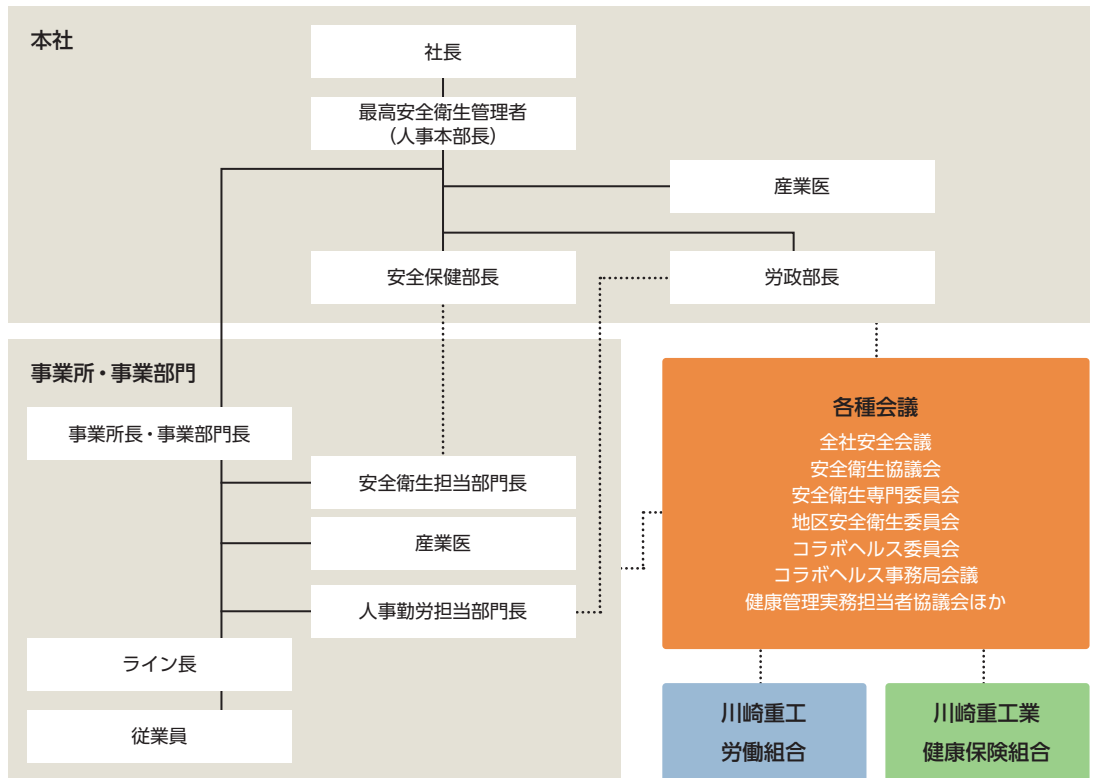 本社
社長
最高安全衛生管理者
（人事本部長）
産業医
安全保健部長
労政部長
事業所・事業部門
事業所長・事業部門長
安全衛生担当部門長
産業医
人事勤労担当部門長
ライン長
従業員
各種会議
全社安全会議
安全衛生協議会
安全衛生専門委員会
地区安全衛生委員会
コラボヘルス委員会
コラボヘルス事務局会議
健康管理実務担当者協議会ほか
川崎重工
労働組合
川崎重工業
健康保険組合